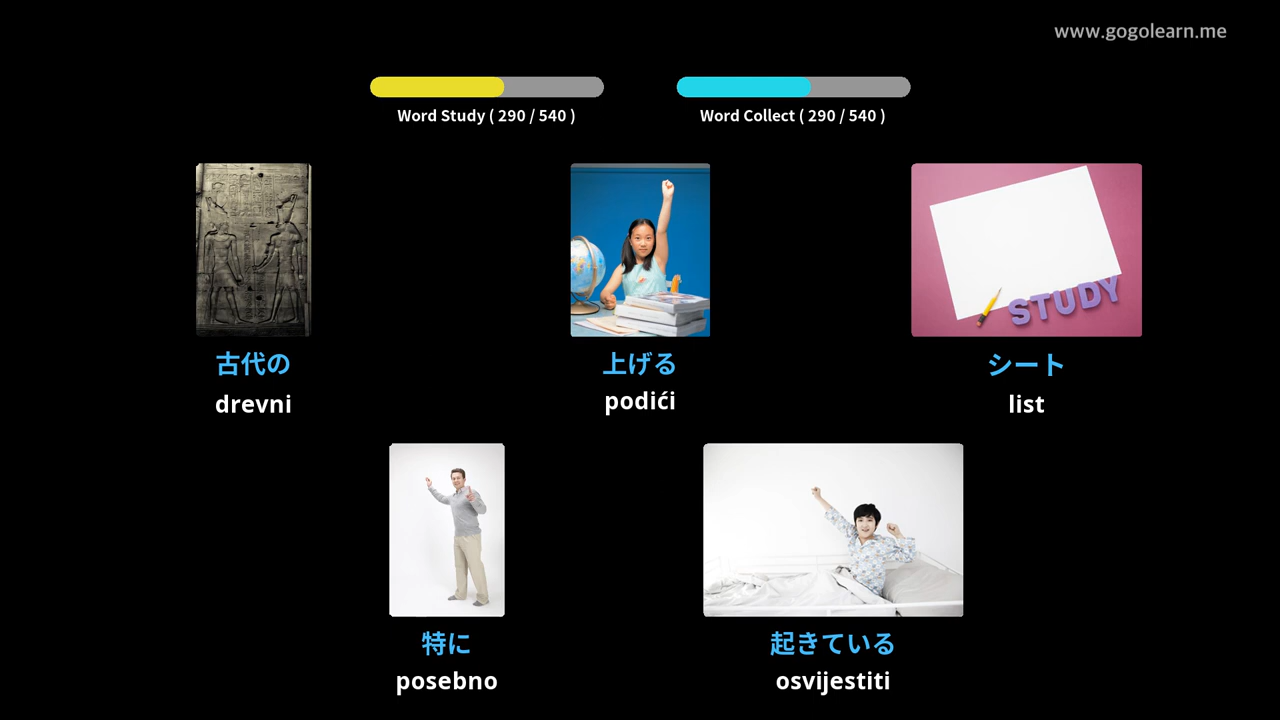 www.gogolearn.me
Word Study ( 290 / 540 )
Word Collect ( 290 / 540 )
STUDY
古代の
上げる
シート
drevni
podići
list
特に
起きている
posebno
osvijestiti